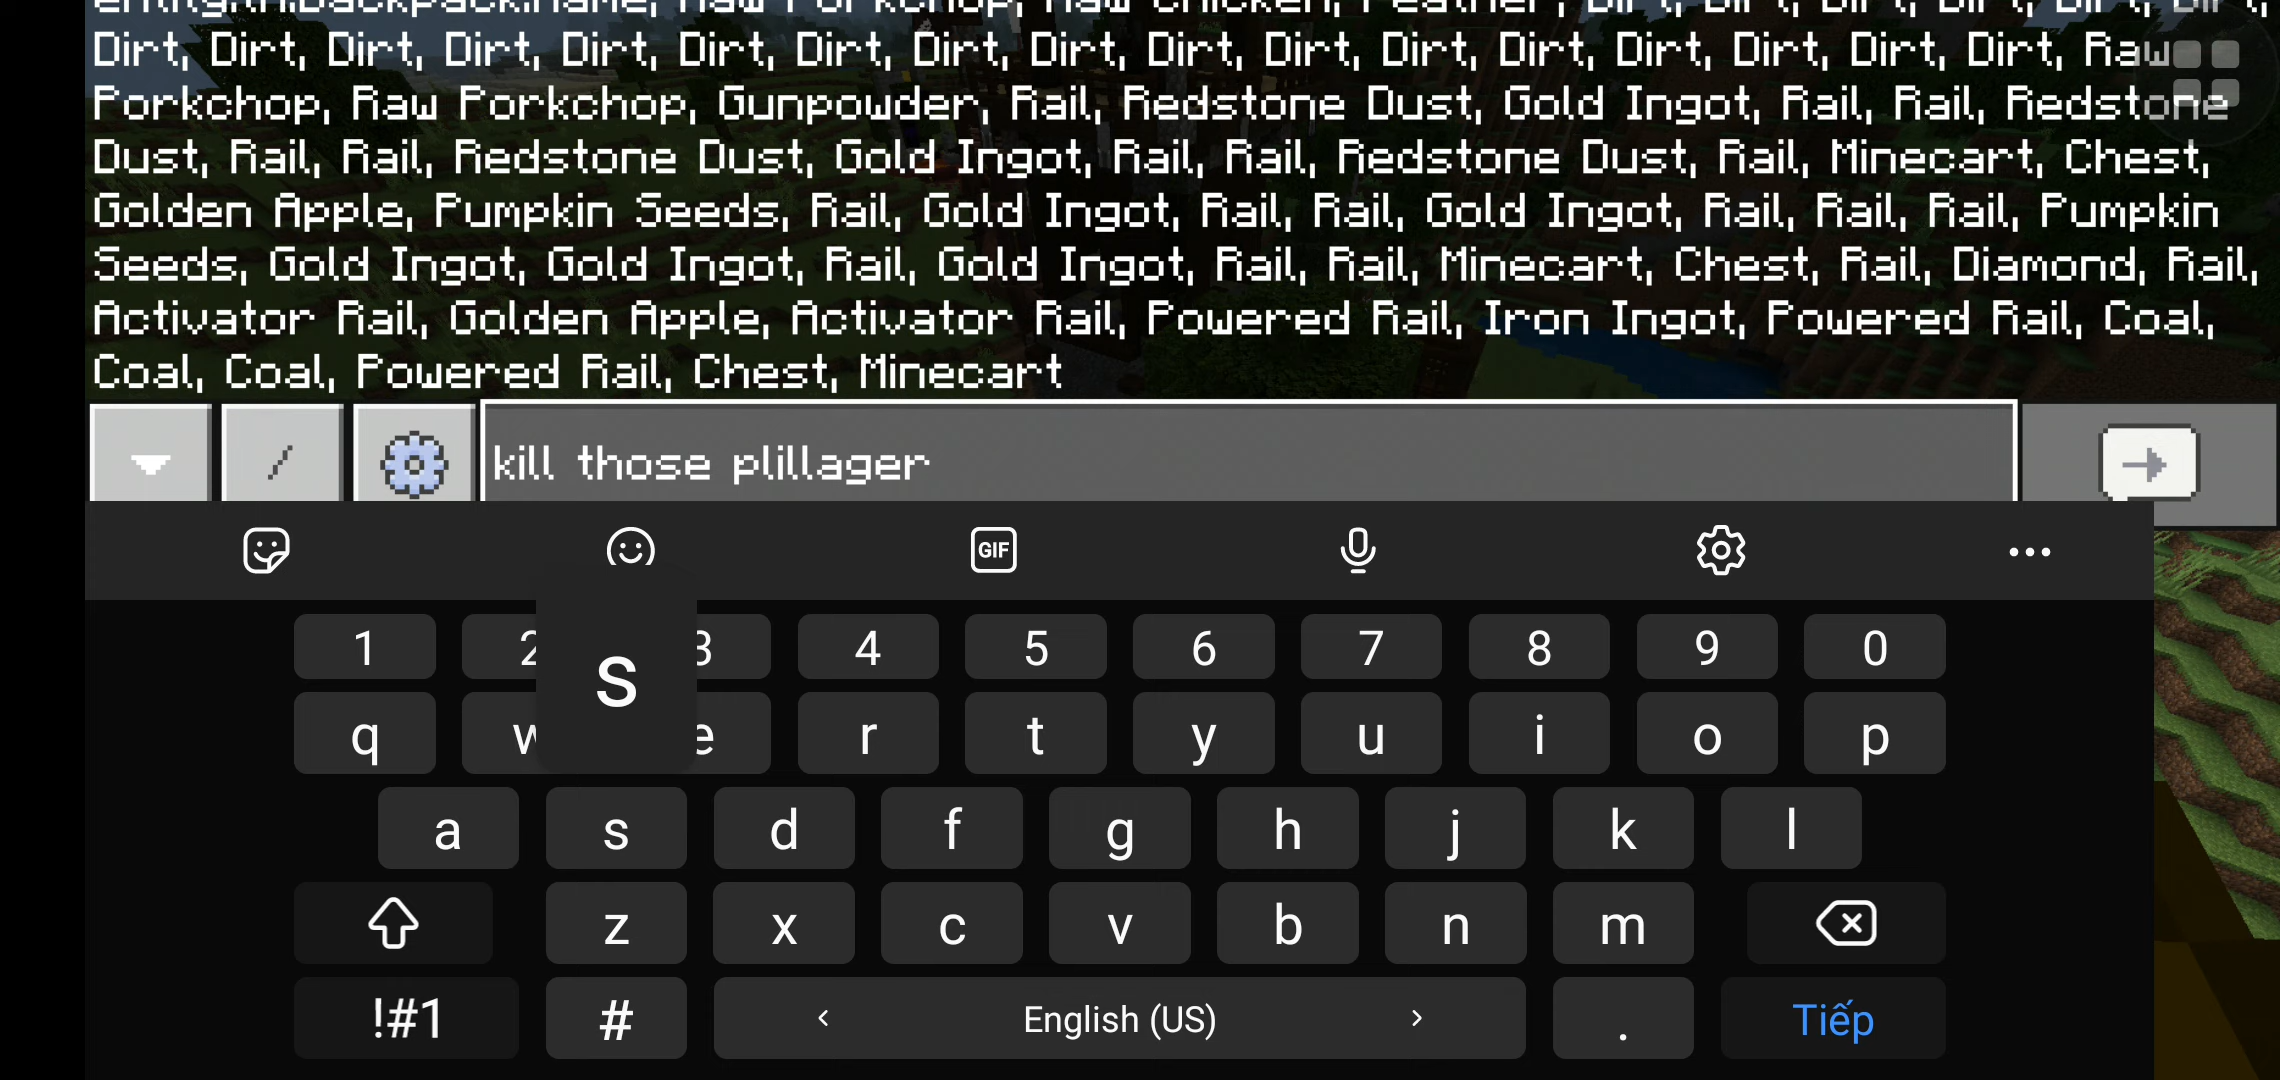 Dirt, Dirt, Dirt, Dirt, Dirt, Dirt, Dirt, Dirt, Dirt, Dirt, Dirt, Dirt, Dirt, Dirt, Dirt, Dirt, Dirt, Raw
Porkchop, Raw Porkchop, Gunpowder, Rail, Redstone Dust, Gold Ingot, Rail, Rail, Redstone
Dust, Rail, Rail, Redstone Dust, Gold Ingot, Rail, Rail, Redstone Dust, Rail, Minecart, Chest,
Golden Apple, Pumpkin Seeds, Rail, Gold Ingot, Rail, Rail, Gold Ingot, Rail, Rail, Rail, Pumpkin
Seeds, Gold Ingot, Gold Ingot, Rail, Gold Ingot, Rail, Rail, Minecart, Chest, Rail, Diamond, Rail,
Activator Rail, Golden Apple, Activator Rail, Powered Rail, Iron Ingot, Powered Rail, Coal,
Coal, Coal, Powered Rail, Chest, Minecart
/ kill those plillager
GIF
1 2 3 4 5 6 7 8 9 0
s
q w e r t y u i o p
a s d f g h j k l
z x c v b n m
!#1 # < English (US) > . Tiếp